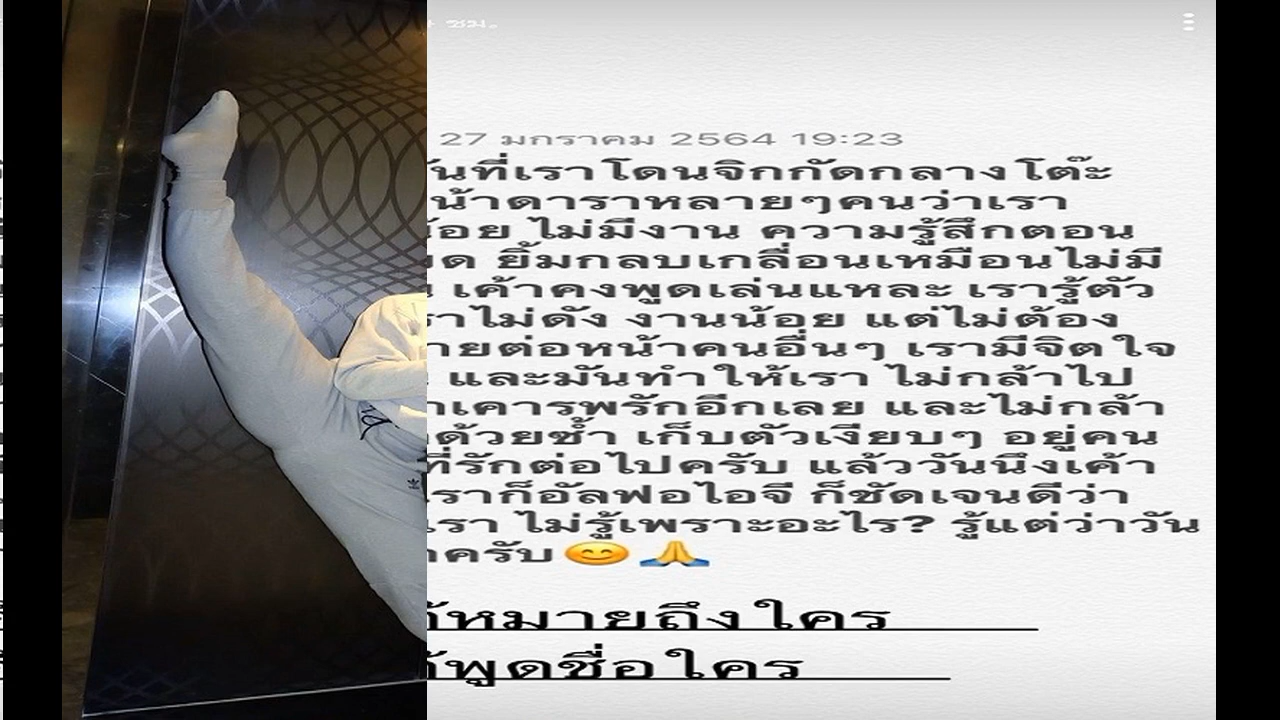 ชม.
27 มกราคม 2564 19:23
ที่เราโดนจิกกัดกลางโต๊ะ
ดาราหลายๆคนว่าเรา
ไม่มีงาน ความรู้สึกตอน
ยิ้มกลบเกลื่อนเหมือนไม่มี
เค้าคงพูดเล่นแหละ เรารู้ตัว
ไม่ดัง งานน้อย แต่ไม่ต้อง
ต่อหน้าคนอื่นๆ เรามีจิตใจ
และมันทำให้เรา ไม่กล้าไป
เคารพรักอีกเลย และไม่กล้า
ด้วยซ้ำ เก็บตัวเงียบๆ อยู่คน
ที่รักต่อไปครับ แล้ววันนึงเค้า
เราก็อัลฟอไอจี ก็ชัดเจนดีว่า
เรา ไม่รู้เพราะอะไร? รู้แต่ว่าวัน
ครับ😊🙏
หมายถึงใคร
พูดชื่อใคร